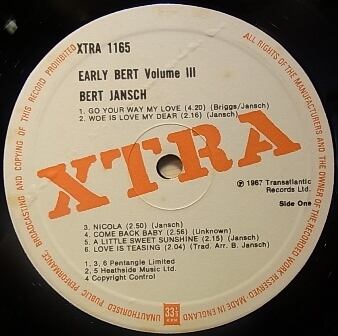 XTRA 1165
EARLY BERT Volume III
BERT JANSCH
1. GO YOUR WAY MY LOVE (4.20) (Briggs/Jansch)
2. WOE IS LOVE MY DEAR (2.16) (Jansch)
XTRA
℗ 1967 Transatlantic
Records Ltd.
Side One
3. NICOLA (2.50) (Jansch)
4. COME BACK BABY (2.56) (Unknown)
5. A LITTLE SWEET SUNSHINE (2.15) (Jansch)
6. LOVE IS TEASING (2.04) (Trad. Arr. B. Jansch)
1, 3, 6 Pentangle Limited
2, 5 Heathside Music Ltd.
4 Copyright Control
33⅓
R.P.M.
ALL RIGHTS OF THE MANUFACTURER AND THE OWNER OF THE RECORDED WORK RESERVED MADE IN ENGLAND
UNAUTHORISED PUBLIC PERFORMANCE, BROADCASTING AND COPYING OF THIS RECORD PROHIBITED